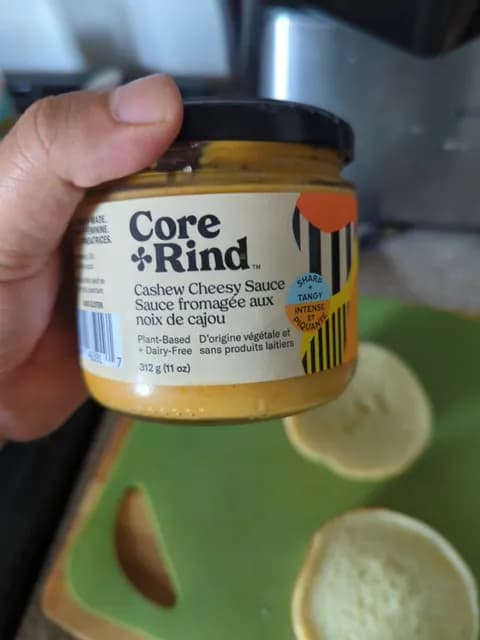 Core
+Rind™
Cashew Cheesy Sauce
Sauce fromagée aux
noix de cajou
Plant-Based
+ Dairy-Free
D'origine végétale et
sans produits laitiers
312 g (11 oz)
SHARP
+
TANGY
INTENSE
ET
PIQUANTE